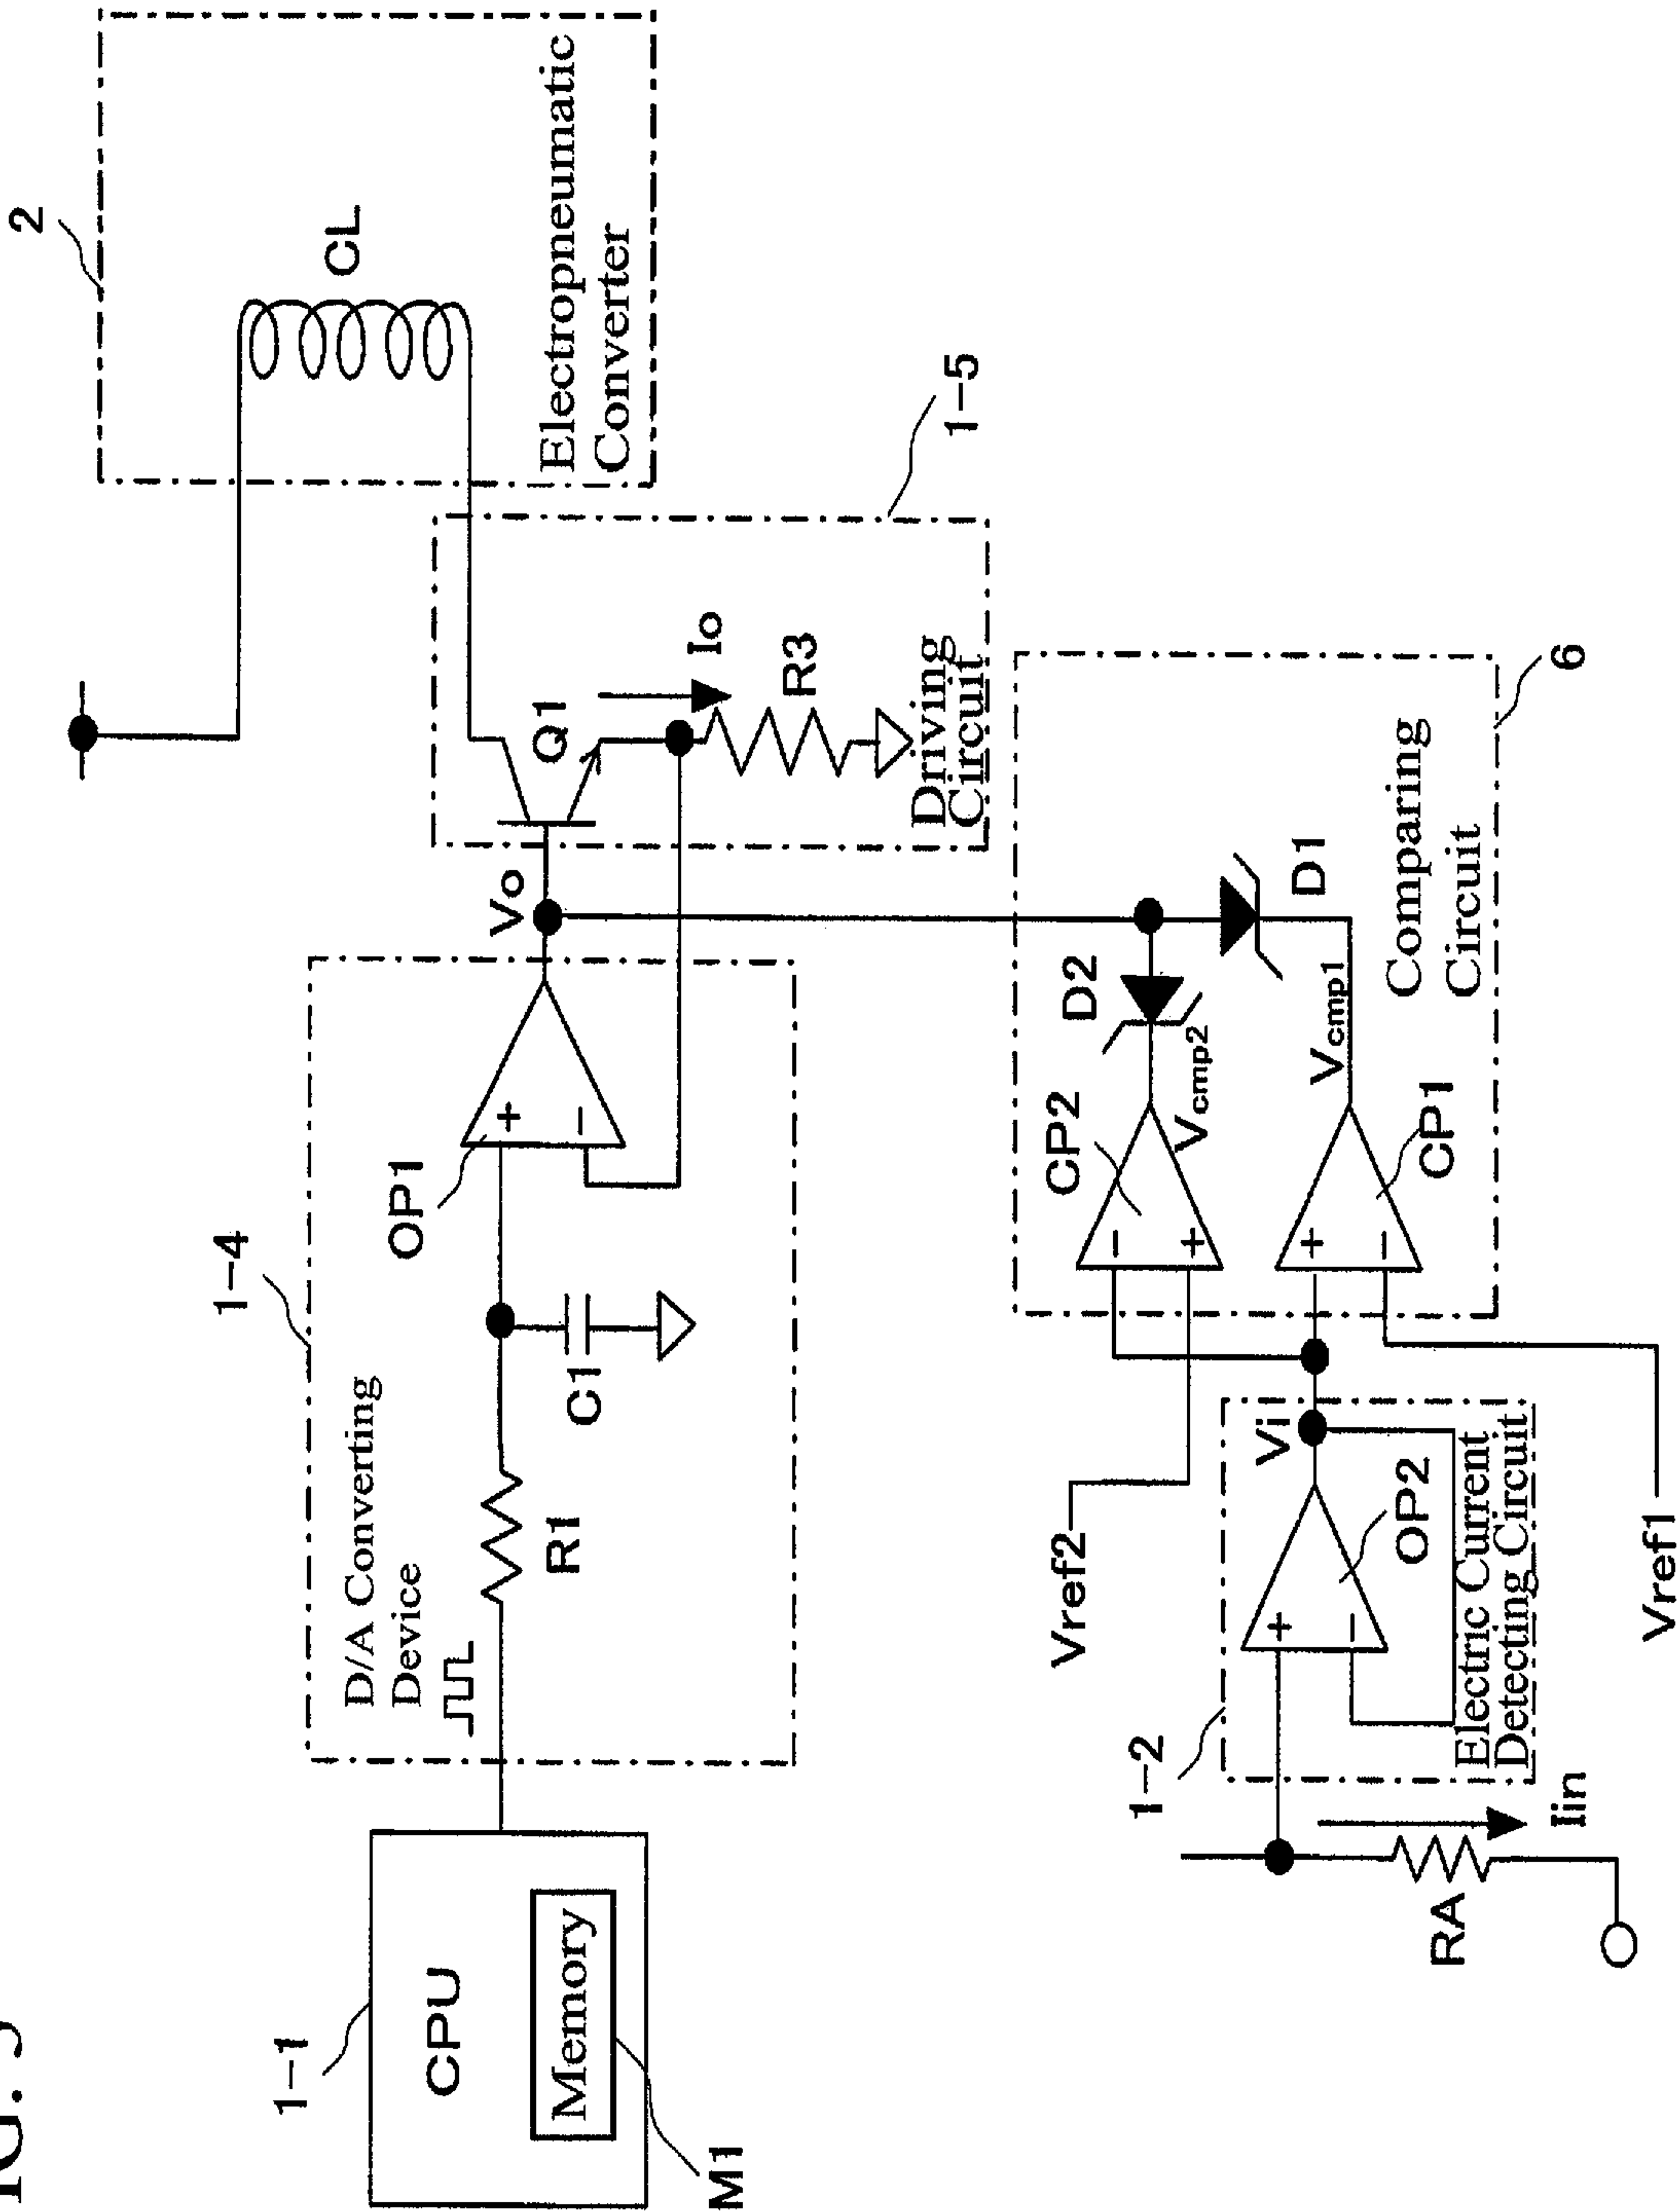 2
CL
Electropneumatic
Converter
1-5
Q1
Io
R3
Driving
Circuit
Vo
1-4
D/A Converting
Device
OP1
+
−
R1
C1
1-1
CPU
Memory
M1
6
Comparing
Circuit
D2
D1
Vcmp2
Vcmp1
CP2
−
+
CP1
+
−
Vref2
Vref1
1-2
Vi
+
−
OP2
Electric Current
Detecting Circuit
Iin
RA